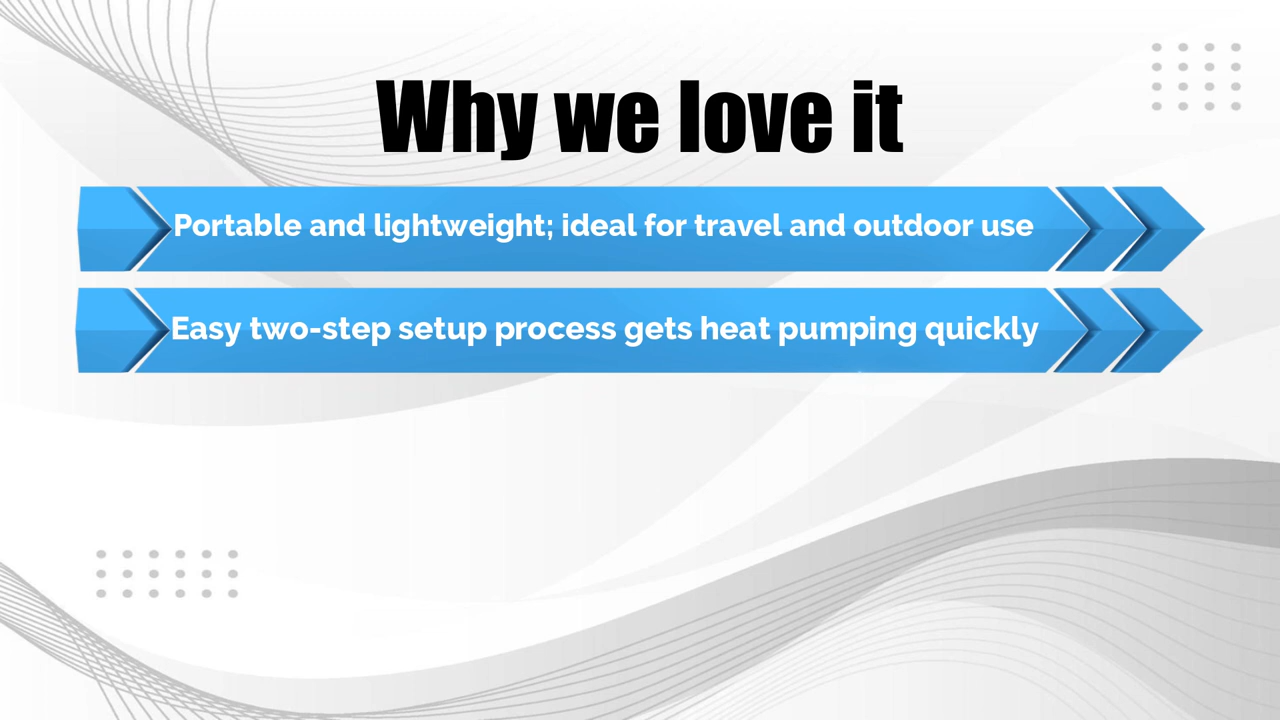 Why we love it
Portable and lightweight; ideal for travel and outdoor use
Easy two-step setup process gets heat pumping quickly